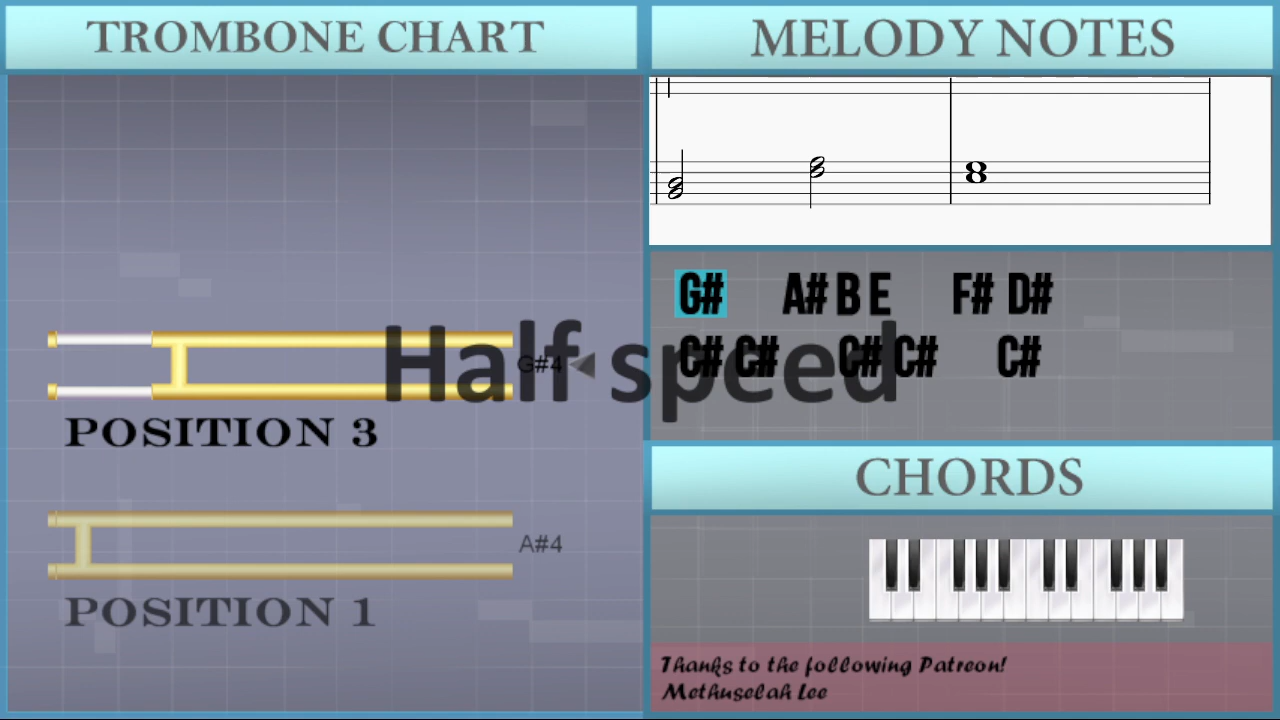 TROMBONE CHART
MELODY NOTES
G# A# B E F# D#
C# C# G# C# C#
Half speed
G#4
POSITION 3
CHORDS
A#4
POSITION 1
Thanks to the following Patreon!
Methuselah Lee